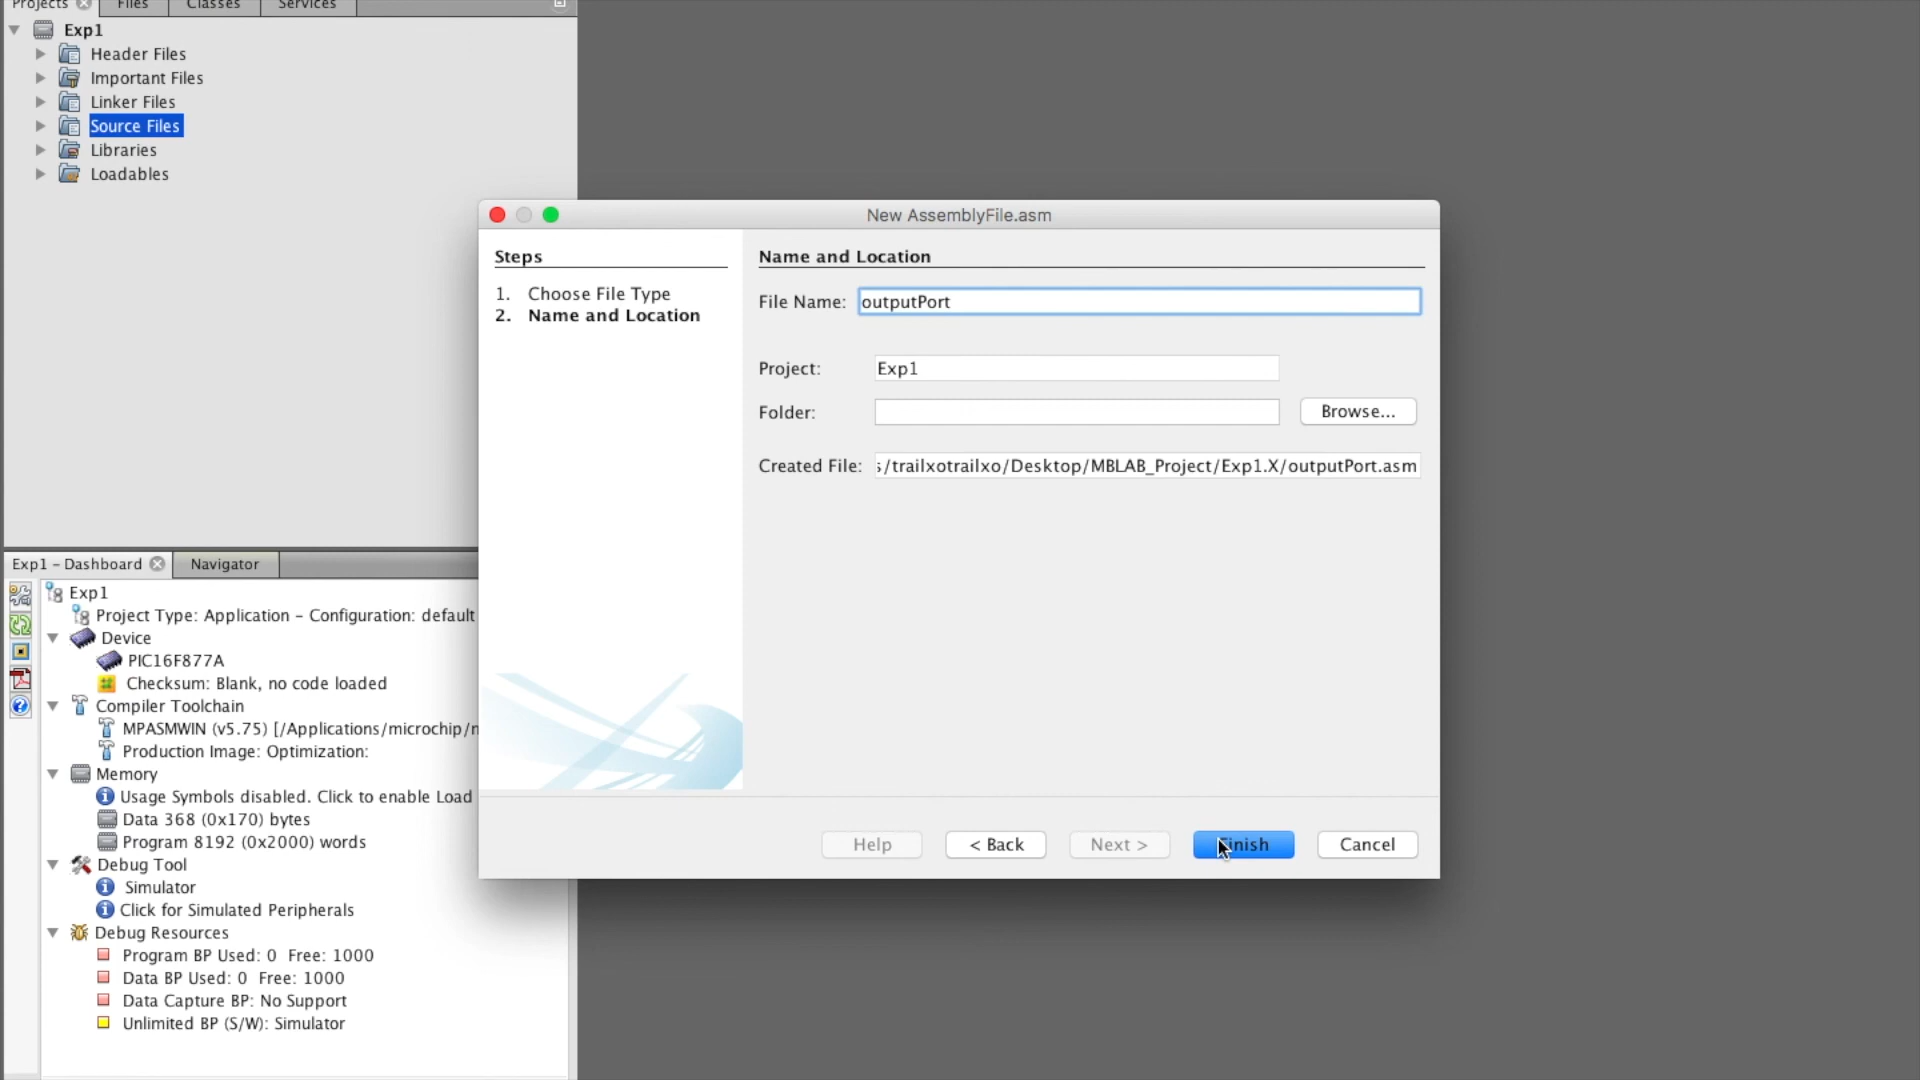 Projects
Files
Classes
Services
Exp1
Header Files
Important Files
Linker Files
Source Files
Libraries
Loadables
New AssemblyFile.asm
Steps
1. Choose File Type
2. Name and Location
Name and Location
File Name: outputPort
Project: Exp1
Folder:
Browse...
Created File: s/trailxotrailxo/Desktop/MBLAB_Project/Exp1.X/outputPort.asm
Help
< Back
Next >
Finish
Cancel
Exp1 - Dashboard
Navigator
Exp1
Project Type: Application - Configuration: default
Device
PIC16F877A
Checksum: Blank, no code loaded
Compiler Toolchain
MPASMWIN (v5.75) [/Applications/microchip/
Production Image: Optimization:
Memory
Usage Symbols disabled. Click to enable Load
Data 368 (0x170) bytes
Program 8192 (0x2000) words
Debug Tool
Simulator
Click for Simulated Peripherals
Debug Resources
Program BP Used: 0 Free: 1000
Data BP Used: 0 Free: 1000
Data Capture BP: No Support
Unlimited BP (S/W): Simulator